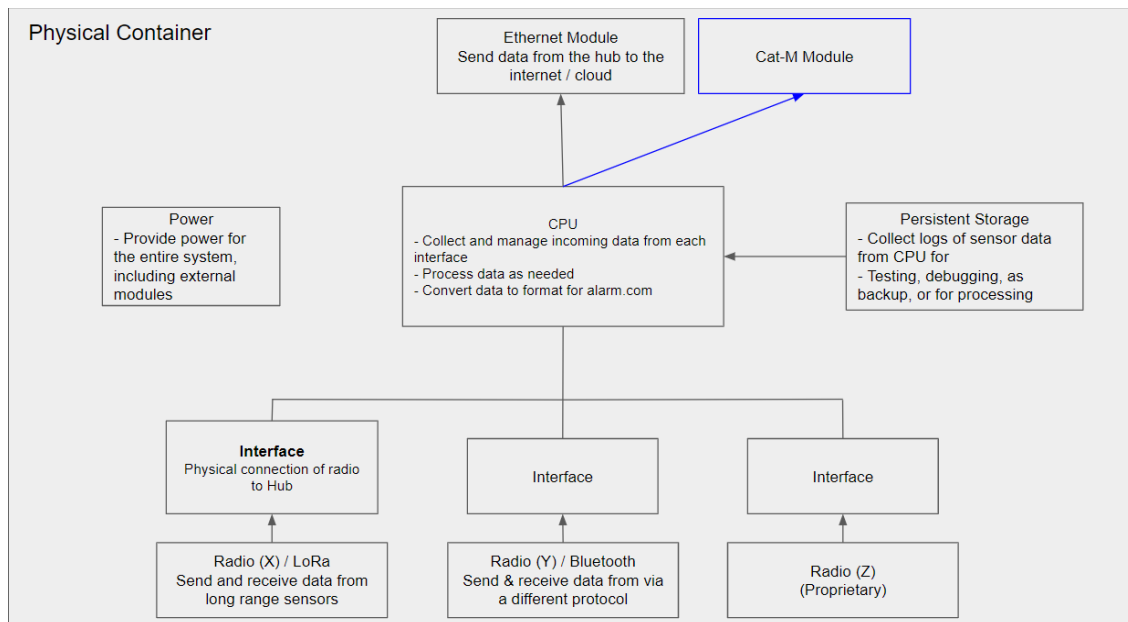 Physical Container
Ethernet Module
Send data from the hub to the
internet / cloud
Cat-M Module
Power
- Provide power for
the entire system,
including external
modules
CPU
- Collect and manage incoming data from each
interface
- Process data as needed
- Convert data to format for alarm.com
Persistent Storage
- Collect logs of sensor data
from CPU for
- Testing, debugging, as
backup, or for processing
Interface
Physical connection of radio
to Hub
Interface
Interface
Radio (X) / LoRa
Send and receive data from
long range sensors
Radio (Y) / Bluetooth
Send & receive data from via
a different protocol
Radio (Z)
(Proprietary)